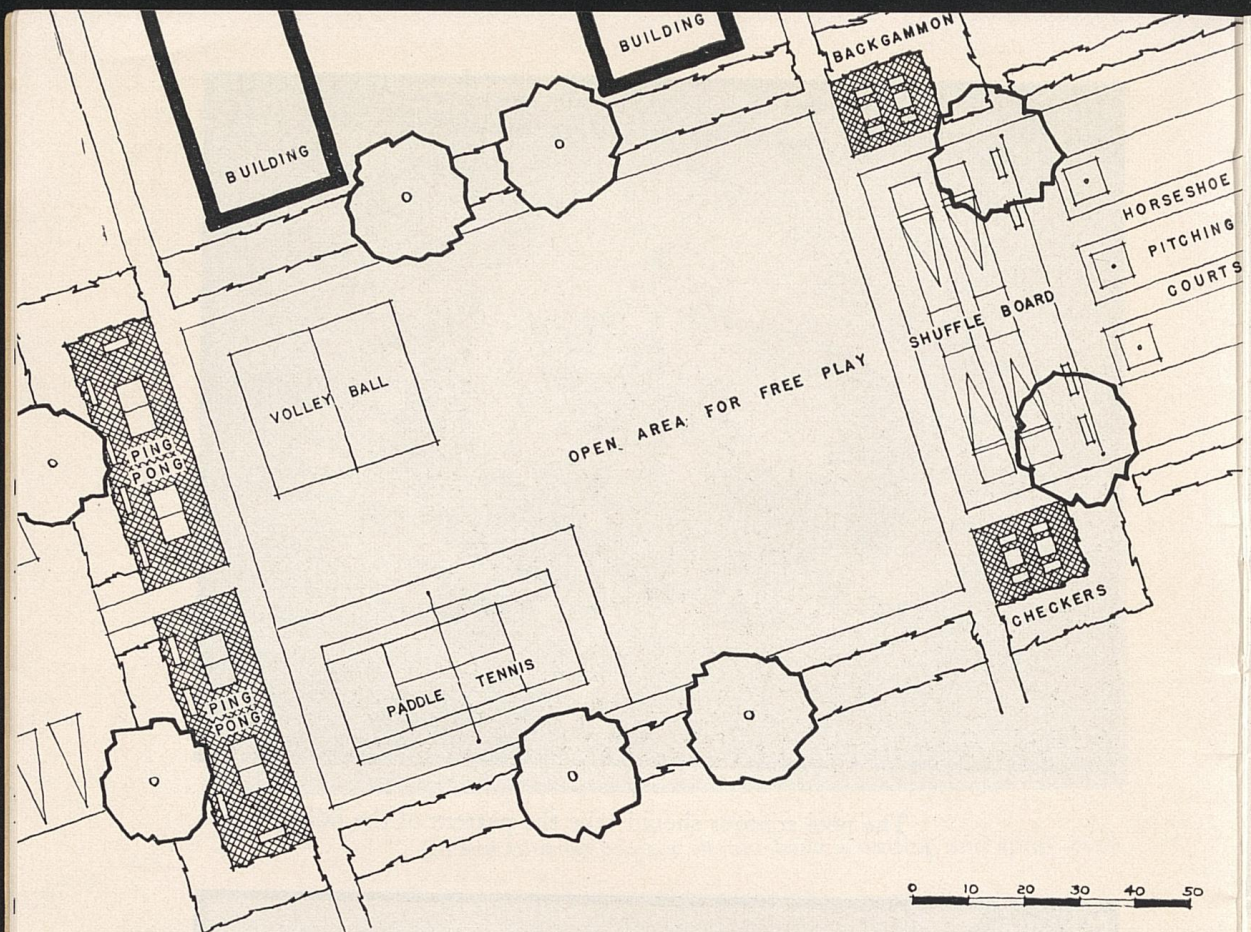 BUILDING
BACKGAMMON
BUILDING
HORSESHOE
PITCHING
COURTS
SHUFFLE BOARD
VOLLEY BALL
OPEN AREA FOR FREE PLAY
PING
PONG
CHECKERS
PADDLE TENNIS
PING
PONG
0 10 20 30 40 50